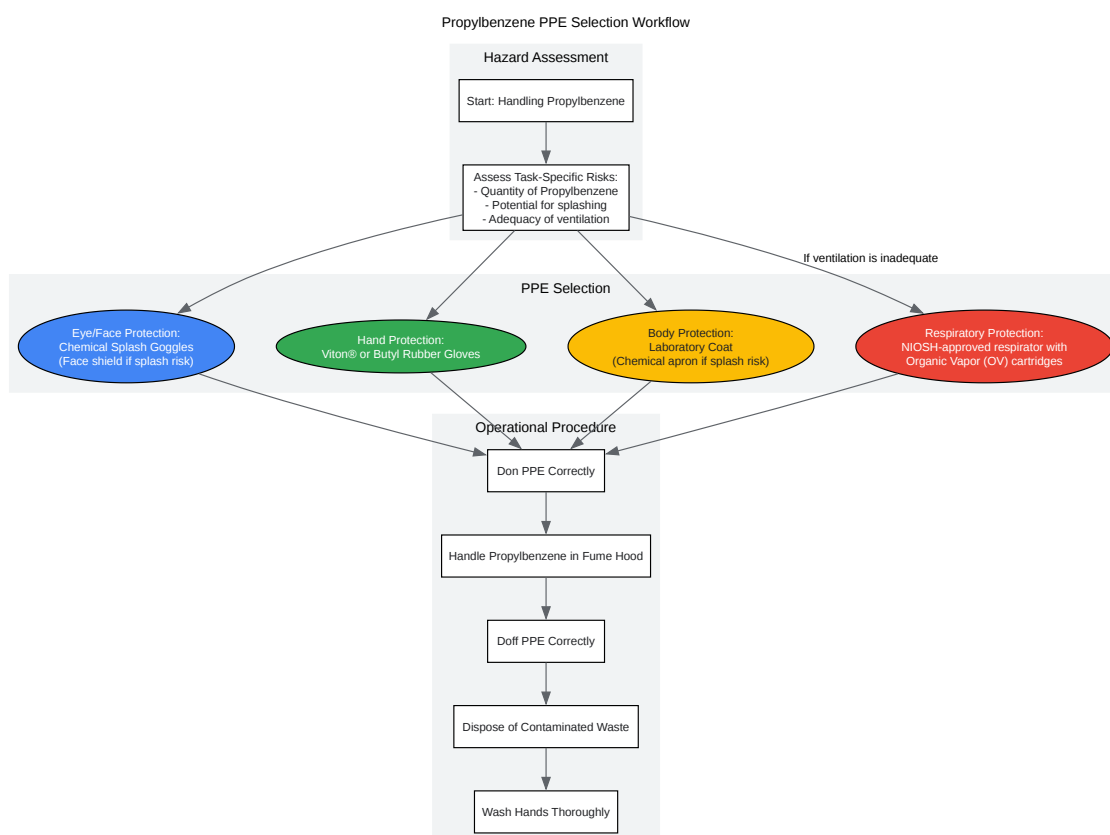 Propylbenzene PPE Selection Workflow
Hazard Assessment
Start: Handling Propylbenzene
Assess Task-Specific Risks:
- Quantity of Propylbenzene
- Potential for splashing
- Adequacy of ventilation
If ventilation is inadequate
PPE Selection
Eye/Face Protection:
Chemical Splash Goggles
(Face shield if splash risk)
Hand Protection:
Viton® or Butyl Rubber Gloves
Body Protection:
Laboratory Coat
(Chemical apron if splash risk)
Respiratory Protection:
NIOSH-approved respirator with
Organic Vapor (OV) cartridges
Operational Procedure
Don PPE Correctly
Handle Propylbenzene in Fume Hood
Doff PPE Correctly
Dispose of Contaminated Waste
Wash Hands Thoroughly